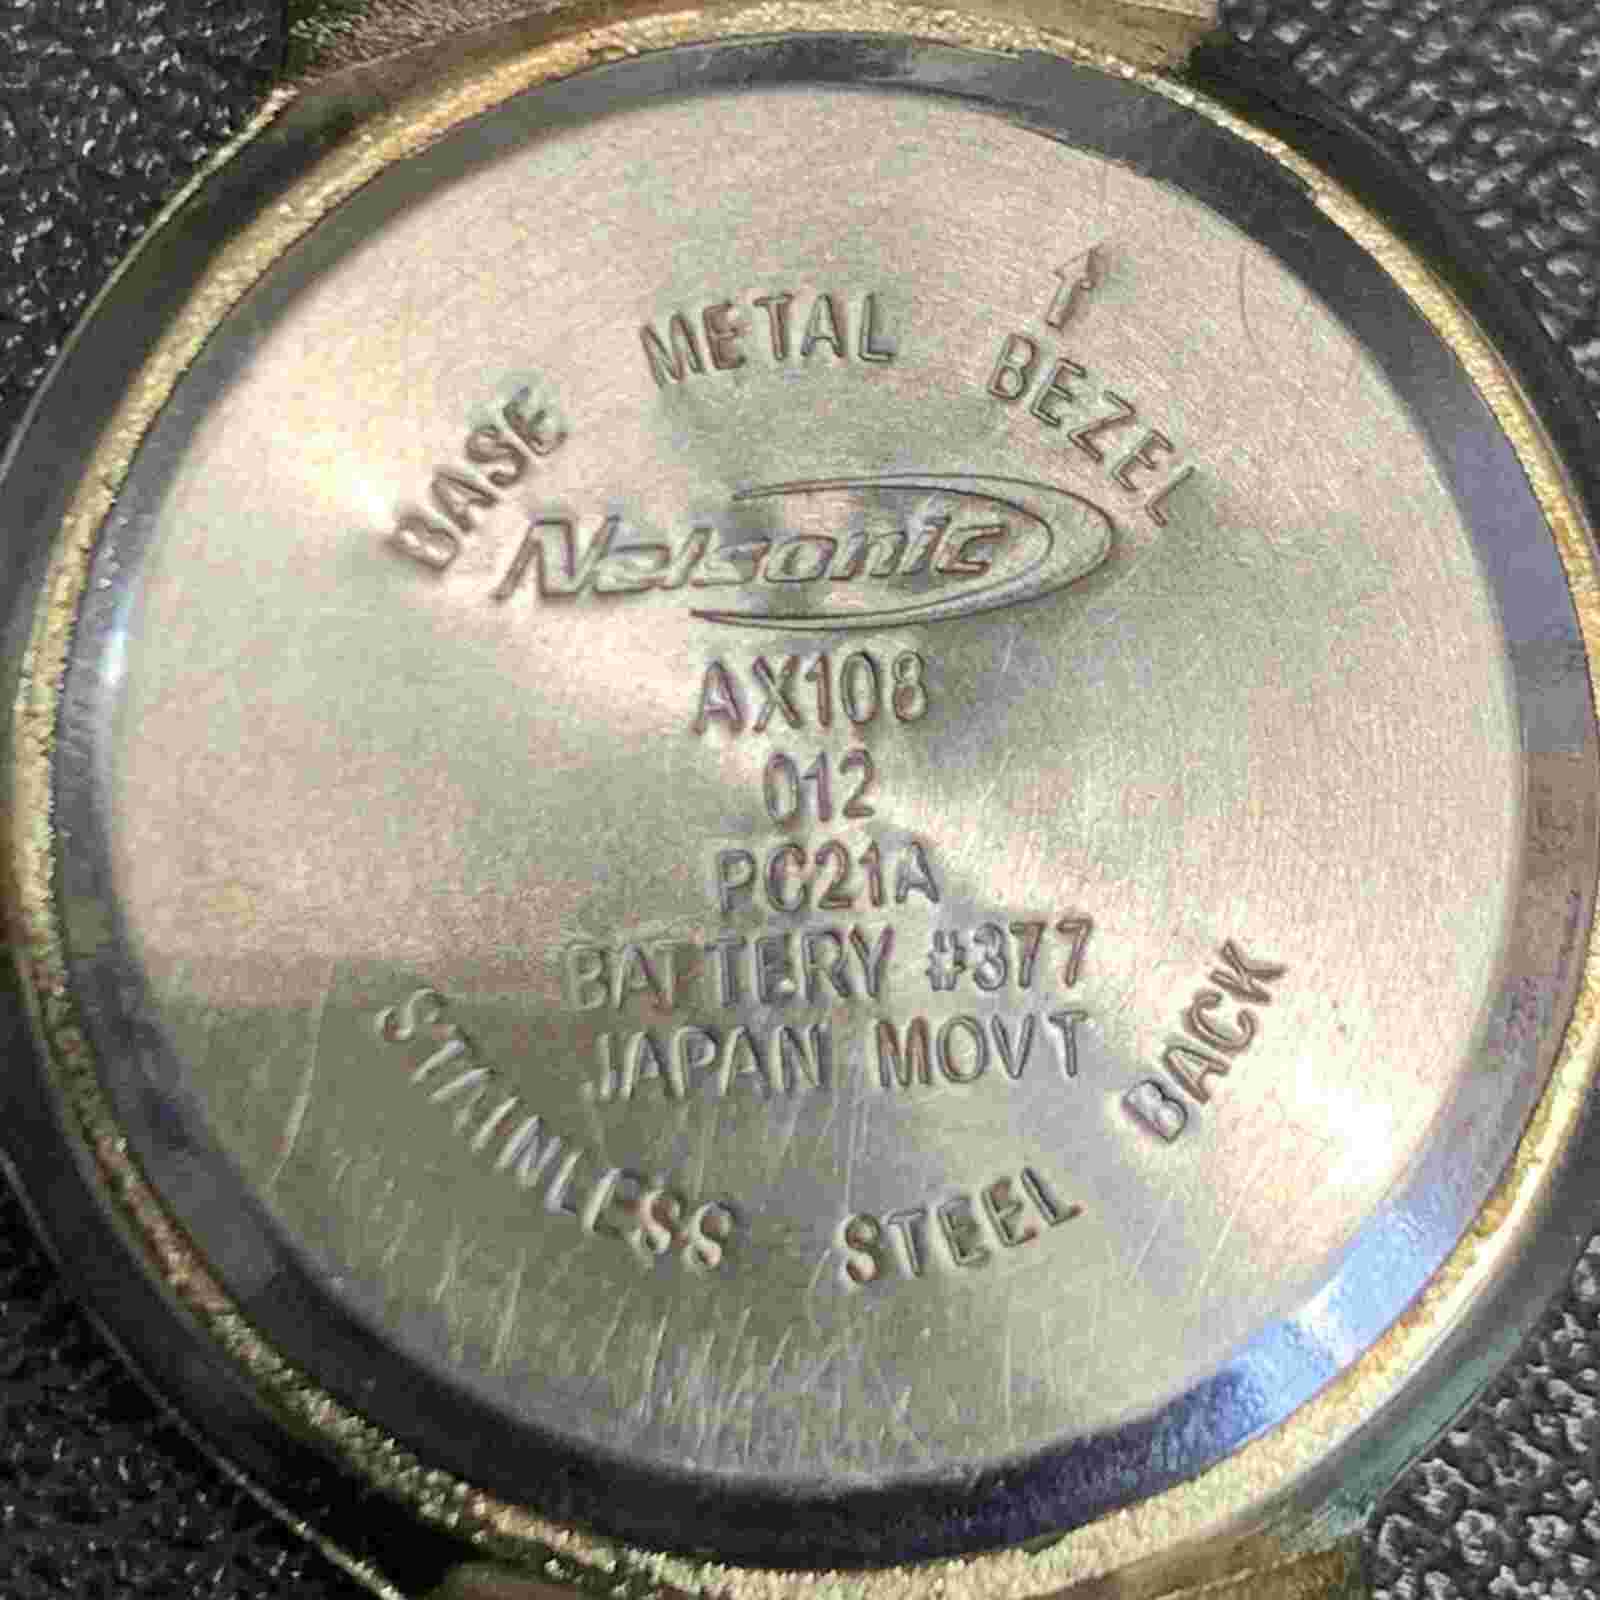 BASE METAL BEZEL
Nelsonic
AX108
012
PC21A
BATTERY #377
JAPAN MOVT
STAINLESS STEEL BACK